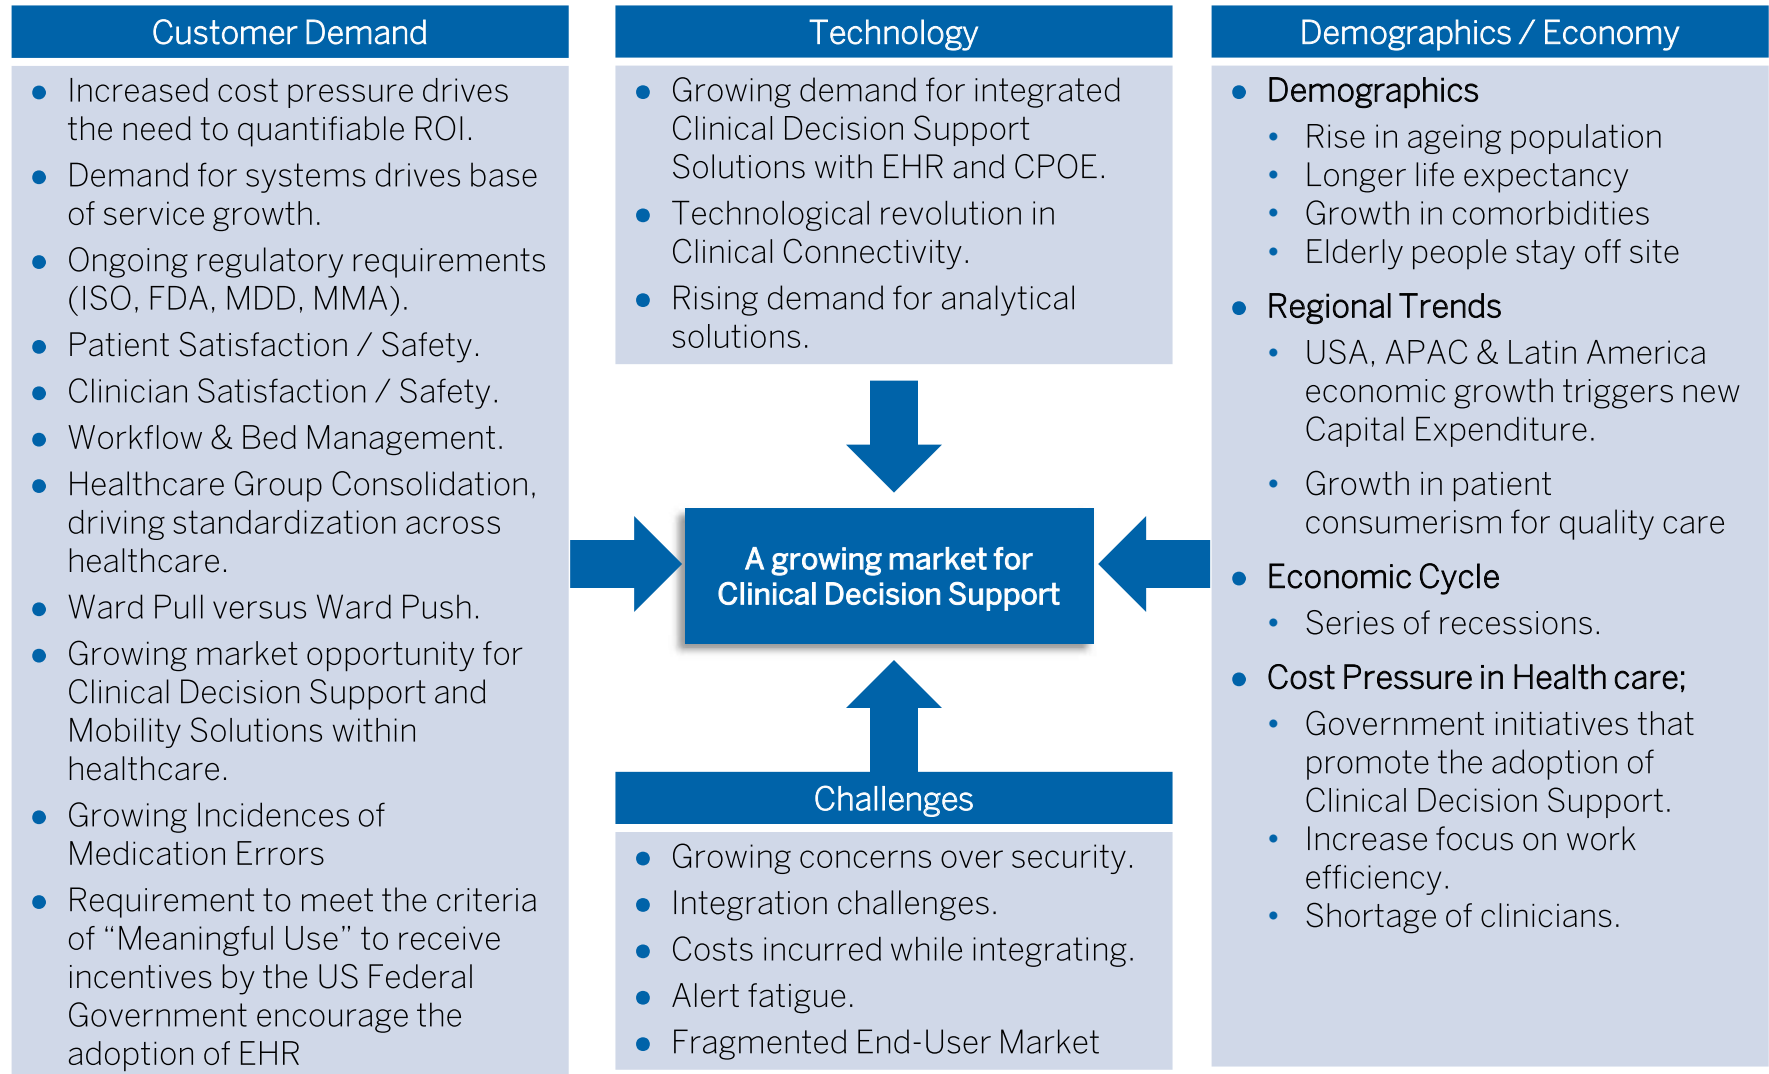 Customer Demand
● Increased cost pressure drives
the need to quantifiable ROI.
● Demand for systems drives base
of service growth.
● Ongoing regulatory requirements
(ISO, FDA, MDD, MMA).
● Patient Satisfaction / Safety.
● Clinician Satisfaction / Safety.
● Workflow & Bed Management.
● Healthcare Group Consolidation,
driving standardization across
healthcare.
● Ward Pull versus Ward Push.
● Growing market opportunity for
Clinical Decision Support and
Mobility Solutions within
healthcare.
● Growing Incidences of
Medication Errors
● Requirement to meet the criteria
of “Meaningful Use” to receive
incentives by the US Federal
Government encourage the
adoption of EHR
Technology
● Growing demand for integrated
Clinical Decision Support
Solutions with EHR and CPOE.
● Technological revolution in
Clinical Connectivity.
● Rising demand for analytical
solutions.
A growing market for
Clinical Decision Support
Challenges
● Growing concerns over security.
● Integration challenges.
● Costs incurred while integrating.
● Alert fatigue.
● Fragmented End-User Market
Demographics / Economy
● Demographics
• Rise in ageing population
• Longer life expectancy
• Growth in comorbidities
• Elderly people stay off site
● Regional Trends
• USA, APAC & Latin America
economic growth triggers new
Capital Expenditure.
• Growth in patient
consumerism for quality care
● Economic Cycle
• Series of recessions.
● Cost Pressure in Health care;
• Government initiatives that
promote the adoption of
Clinical Decision Support.
• Increase focus on work
efficiency.
• Shortage of clinicians.